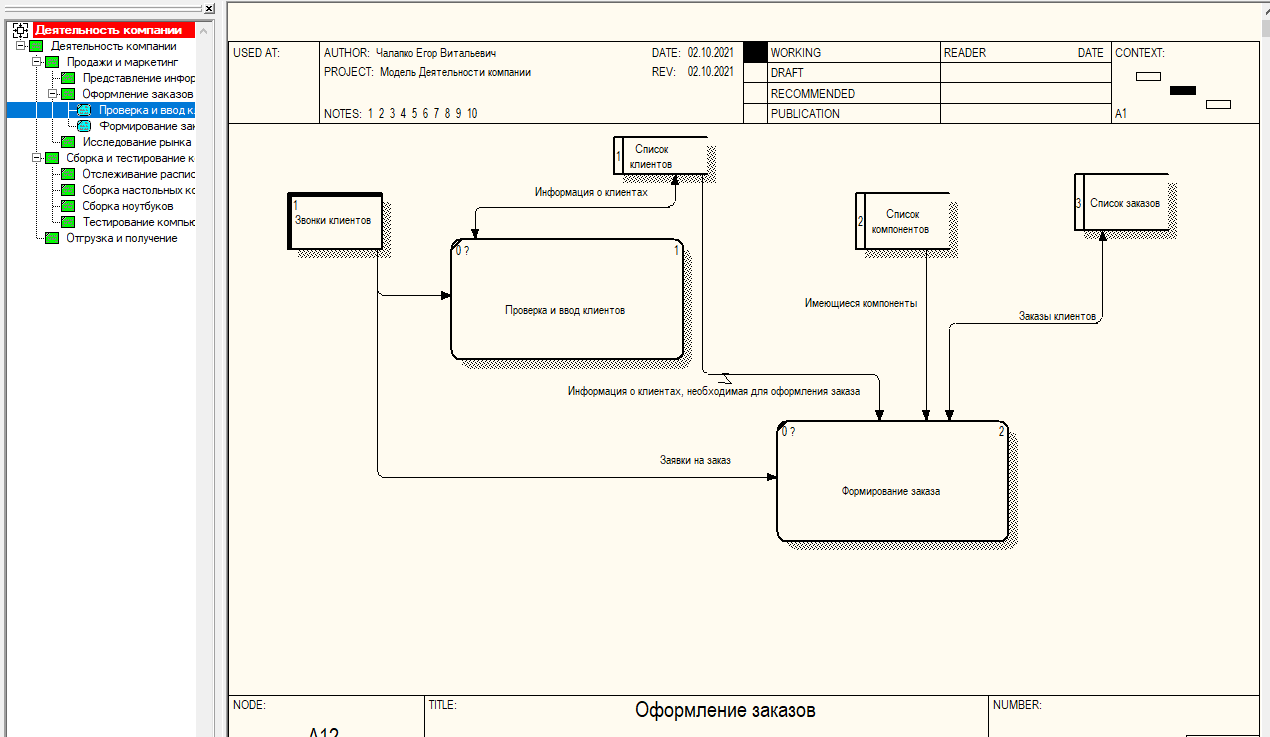 Деятельность компании
Деятельность компании
Продажи и маркетинг
Представление инфор
Оформление заказов
Проверка и ввод к
Формирование зак
Исследование рынка
Сборка и тестирование к
Отслеживание распис
Сборка настольных кс
Сборка ноутбуков
Тестирование компью
Отгрузка и получение
USED AT:
AUTHOR: Чалапко Егор Витальевич
DATE: 02.10.2021
PROJECT: Модель Деятельности компании
REV: 02.10.2021
NOTES: 1 2 3 4 5 6 7 8 9 10
WORKING
DRAFT
RECOMMENDED
PUBLICATION
READER
DATE
CONTEXT:
A1
1
Список
клиентов
Информация о клиентах
1
Звонки клиентов
2
Список
компонентов
3
Список заказов
0 ?
1
Проверка и ввод клиентов
Имеющиеся компоненты
Заказы клиентов
Информация о клиентах, необходимая для оформления заказа
Заявки на заказ
0 ?
2
Формирование заказа
NODE:
A12
TITLE:
Оформление заказов
NUMBER: